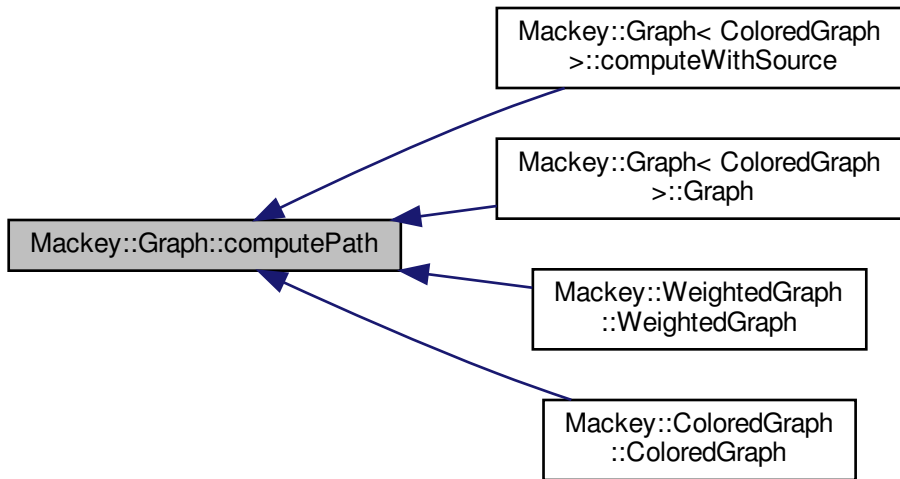 Mackey::Graph< ColoredGraph
>::computeWithSource
Mackey::Graph< ColoredGraph
>::Graph
Mackey::Graph::computePath
Mackey::WeightedGraph
::WeightedGraph
Mackey::ColoredGraph
::ColoredGraph